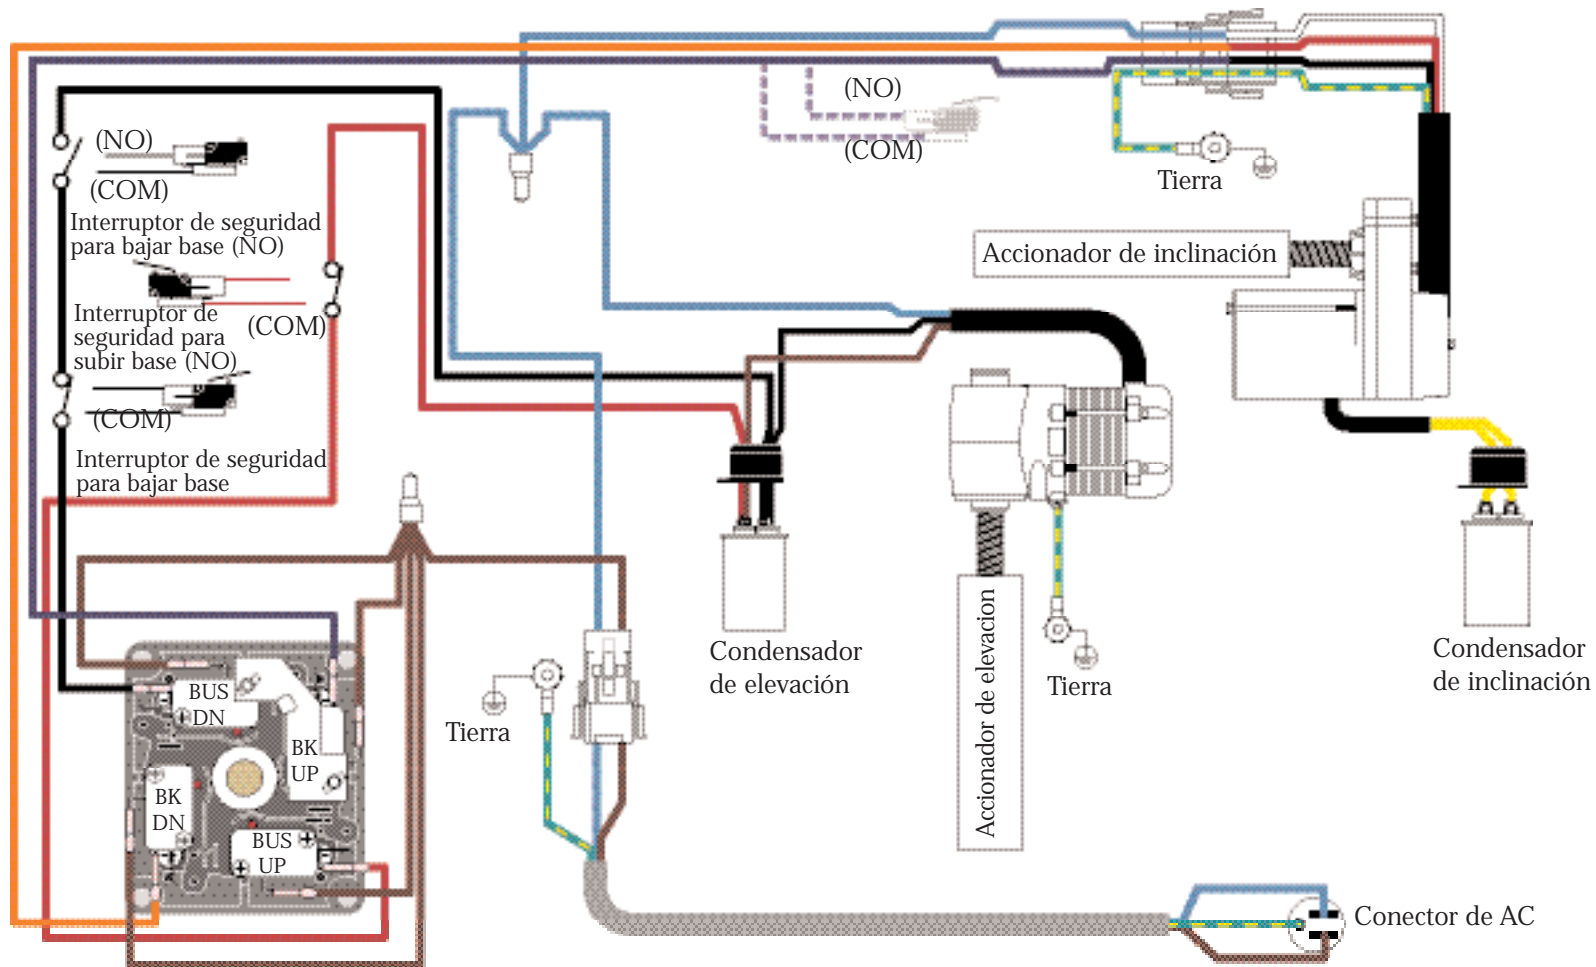 (NO)
(COM)
Tierra
(NO)
(COM)
Interruptor de seguridad
para bajar base (NO)
Accionador de inclinación
Interruptor de
seguridad para
subir base (NO)
(COM)
(COM)
Interruptor de seguridad
para bajar base
Condensador
de elevación
Accionador de elevacion
Tierra
Condensador
de inclinación
Tierra
BUS
DN
BK
UP
BK
DN
BUS
UP
Conector de AC